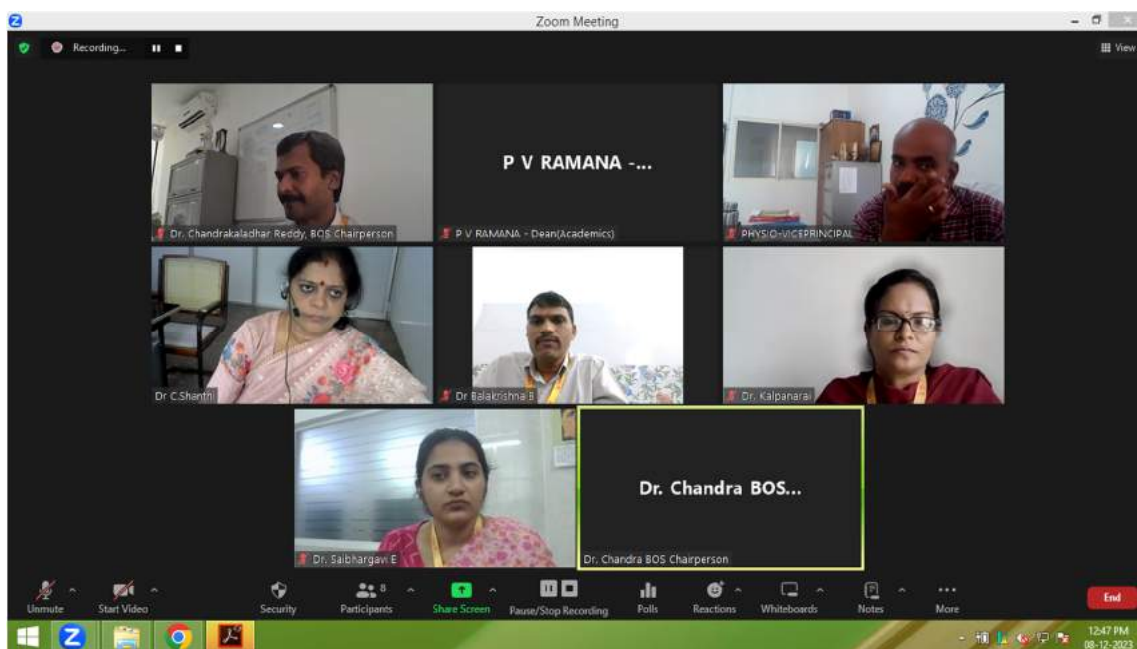 Zoom Meeting
Recording...
View
Dr. Chandrakaladhar Reddy, BOS Chairperson
P V RAMANA -...
P V RAMANA - Dean(Academics)
PHYSIO-VICEPRINCIPAL
Dr C.Shanthi
Dr Balakrishna B
Dr. Kalpanaraj
Dr. Saibhargavi E
Dr. Chandra BOS...
Dr. Chandra BOS Chairperson
Unmute
Start Video
Security
8
Participants
Share Screen
Pause/Stop Recording
Polls
Reactions
Whiteboards
Notes
More
End
12:47 PM
08-12-2023